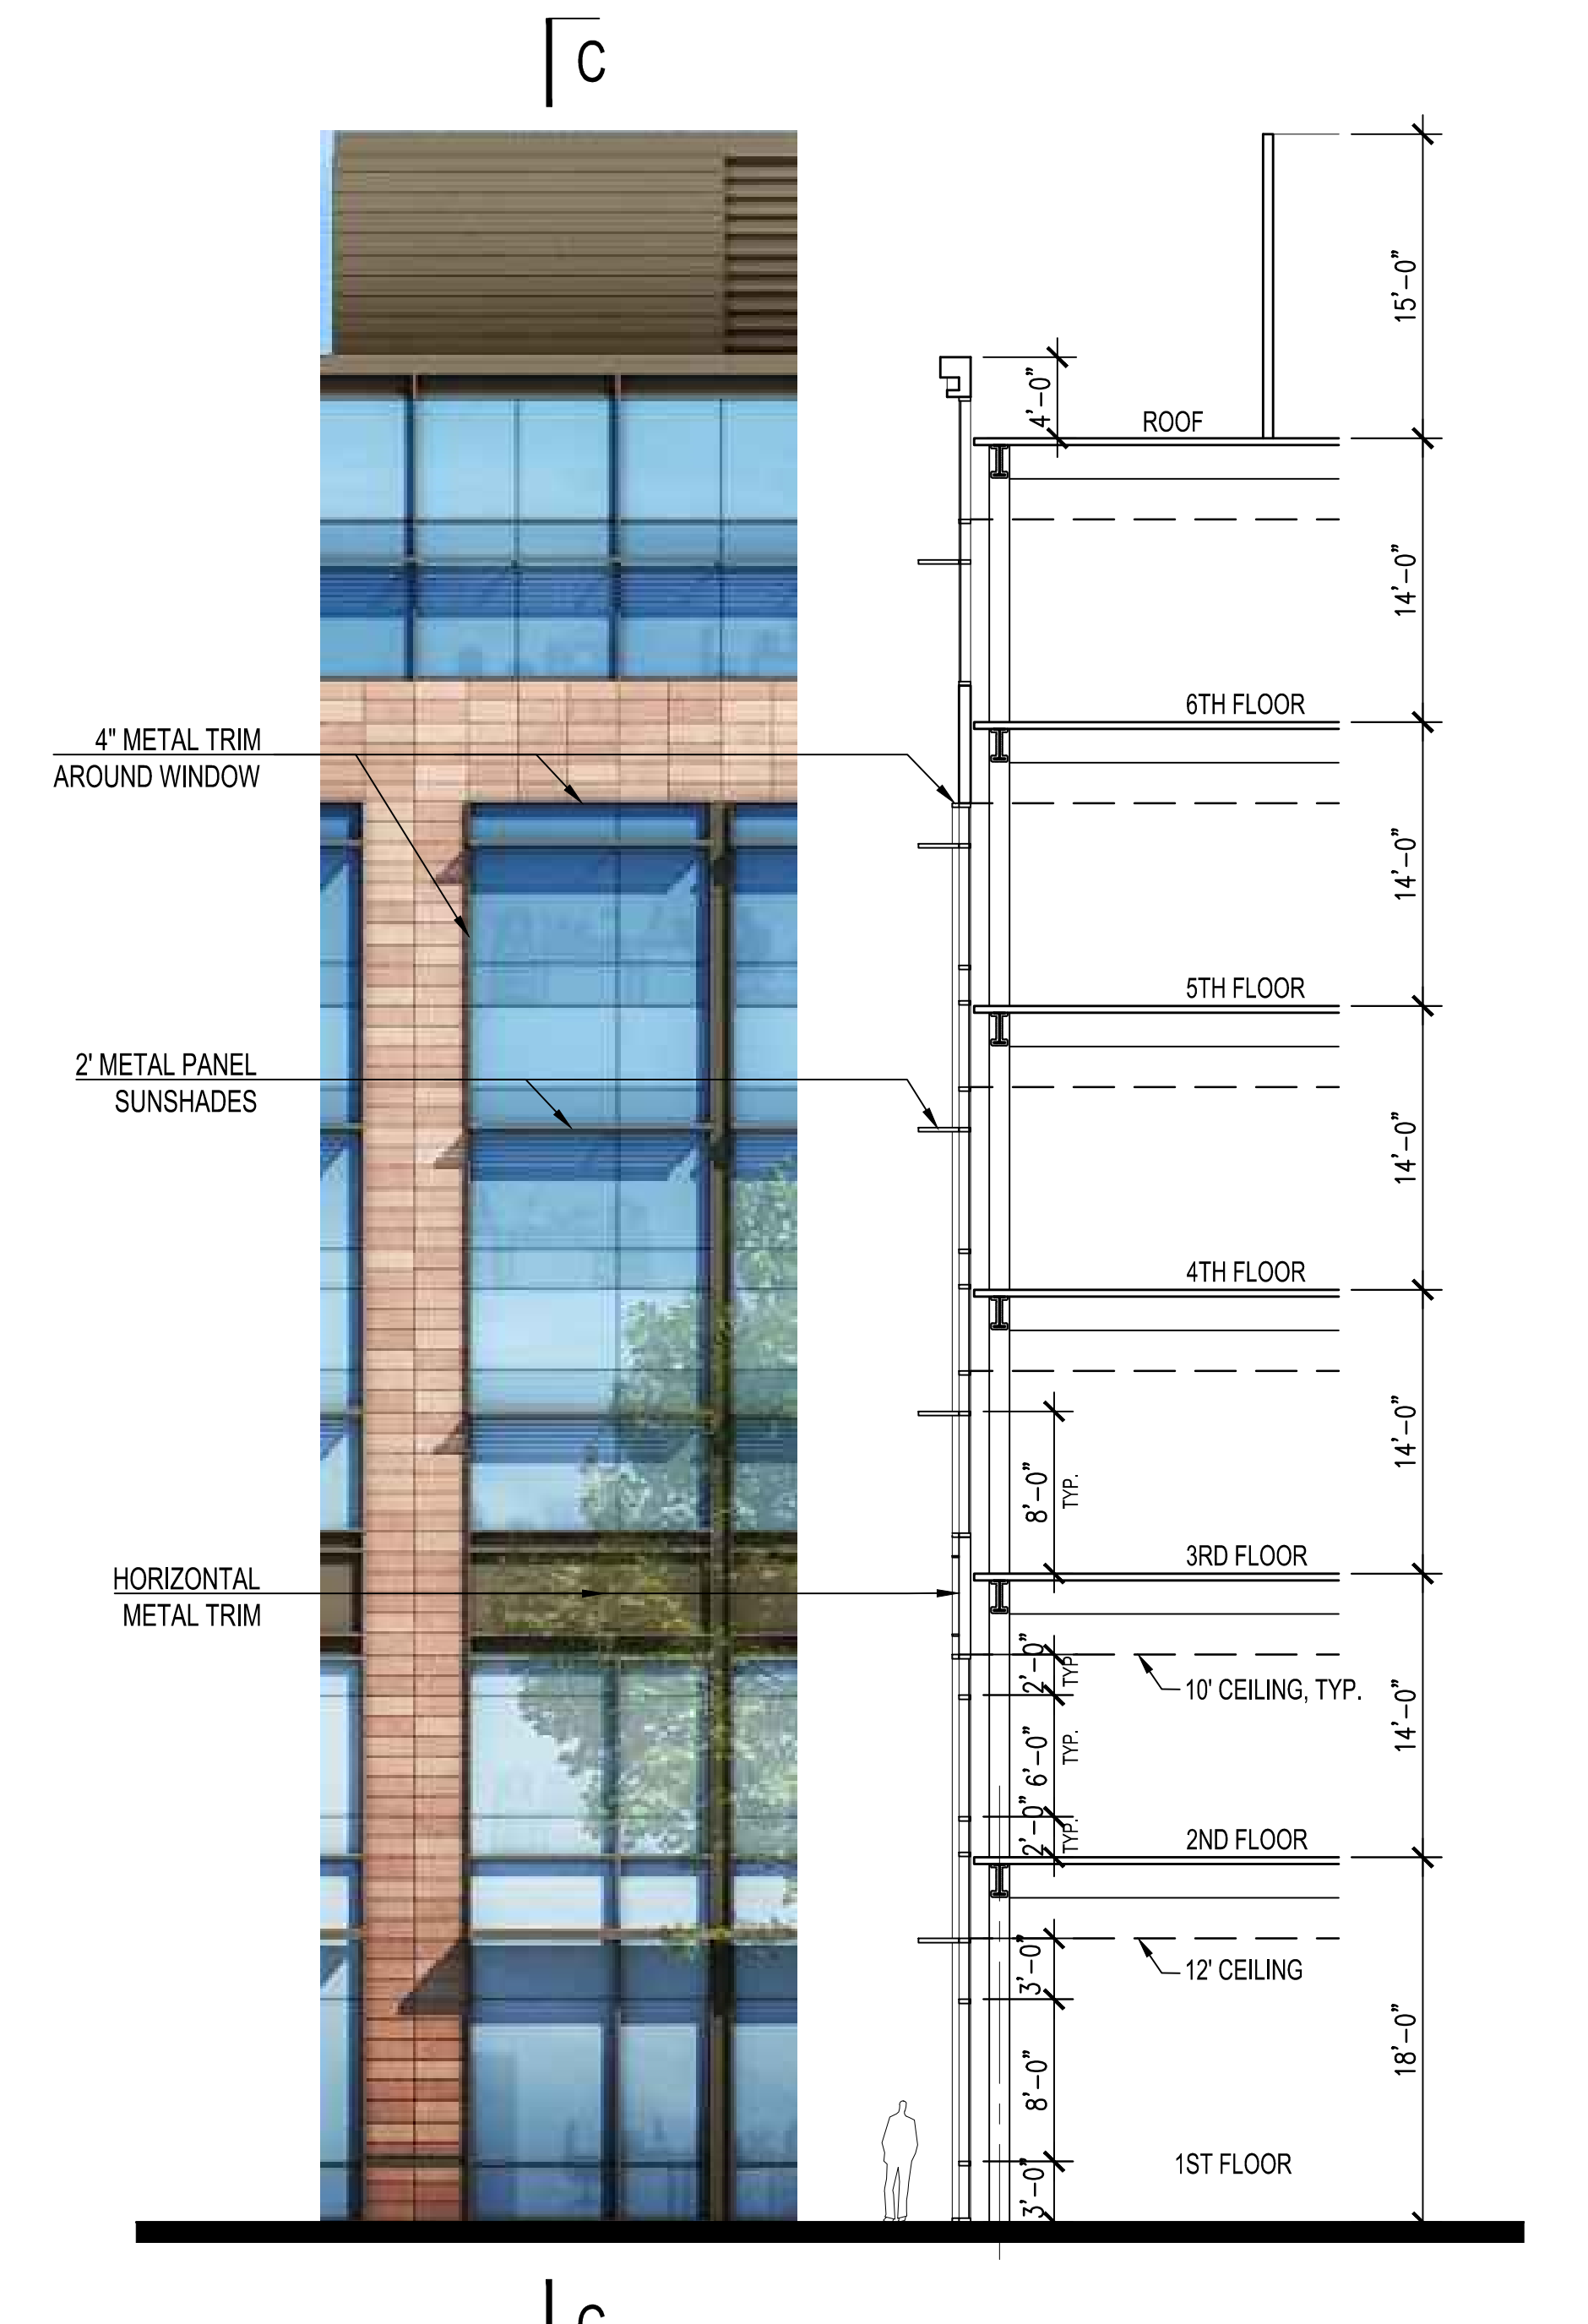 C
15'-0"
4'-0"
ROOF
14'-0"
6TH FLOOR
4" METAL TRIM
AROUND WINDOW
14'-0"
5TH FLOOR
2' METAL PANEL
SUNSHADES
14'-0"
4TH FLOOR
14'-0"
8'-0"
TYP.
3RD FLOOR
HORIZONTAL
METAL TRIM
2'-0"
TYP.
10' CEILING, TYP.
14'-0"
6'-0"
TYP.
2'-0"
TYP.
2ND FLOOR
3'-0"
12' CEILING
18'-0"
8'-0"
1ST FLOOR
3'-0"
C